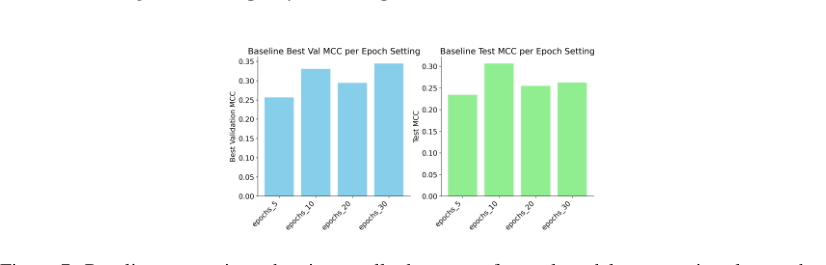 Baseline Best Val MCC per Epoch Setting
Best Validation MCC
0.35
0.30
0.25
0.20
0.15
0.10
0.05
0.00
epochs_5
epochs_10
epochs_20
epochs_30
Baseline Test MCC per Epoch Setting
Test MCC
0.30
0.25
0.20
0.15
0.10
0.05
0.00
epochs_5
epochs_10
epochs_20
epochs_30